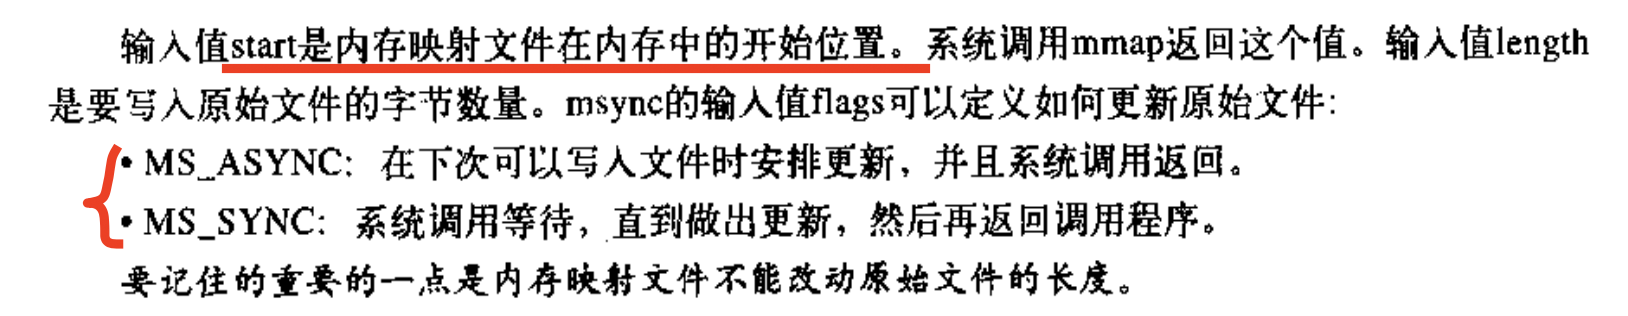 输入值start是内存映射文件在内存中的开始位置。系统调用mmap返回这个值。输入值length
是要写入原始文件的字节数量。msync的输入值flags可以定义如何更新原始文件:
• MS_ASYNC: 在下次可以写入文件时安排更新，并且系统调用返回。
• MS_SYNC: 系统调用等待，直到做出更新，然后再返回调用程序。
要记住的重要的一点是内存映射文件不能改动原始文件的长度。